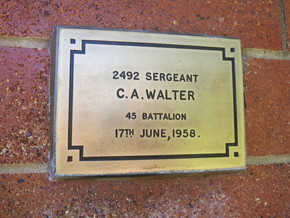 2492 SERGEANT
C.A.WALTER
45 BATTALION
17TH JUNE,1958.